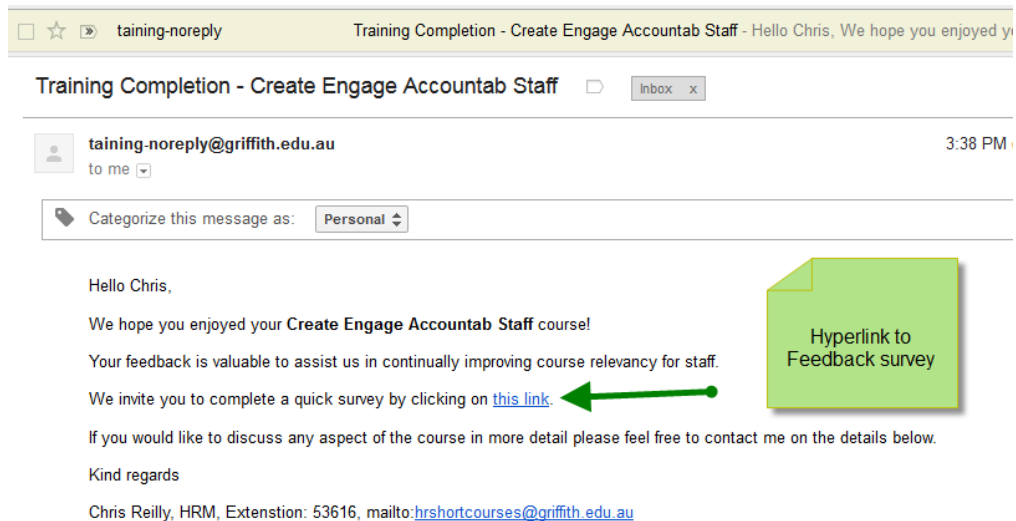 taining-noreply Training Completion - Create Engage Accountab Staff - Hello Chris, We hope you enjoyed
Training Completion - Create Engage Accountab Staff Inbox x
taining-noreply@griffith.edu.au 3:38 PM
to me
Categorize this message as: Personal
Hello Chris,
We hope you enjoyed your Create Engage Accountab Staff course!
Your feedback is valuable to assist us in continually improving course relevancy for staff.
We invite you to complete a quick survey by clicking on this link.
If you would like to discuss any aspect of the course in more detail please feel free to contact me on the details below.
Kind regards
Chris Reilly, HRM, Extenstion: 53616, mailto:hrshortcourses@griffith.edu.au
Hyperlink to
Feedback survey